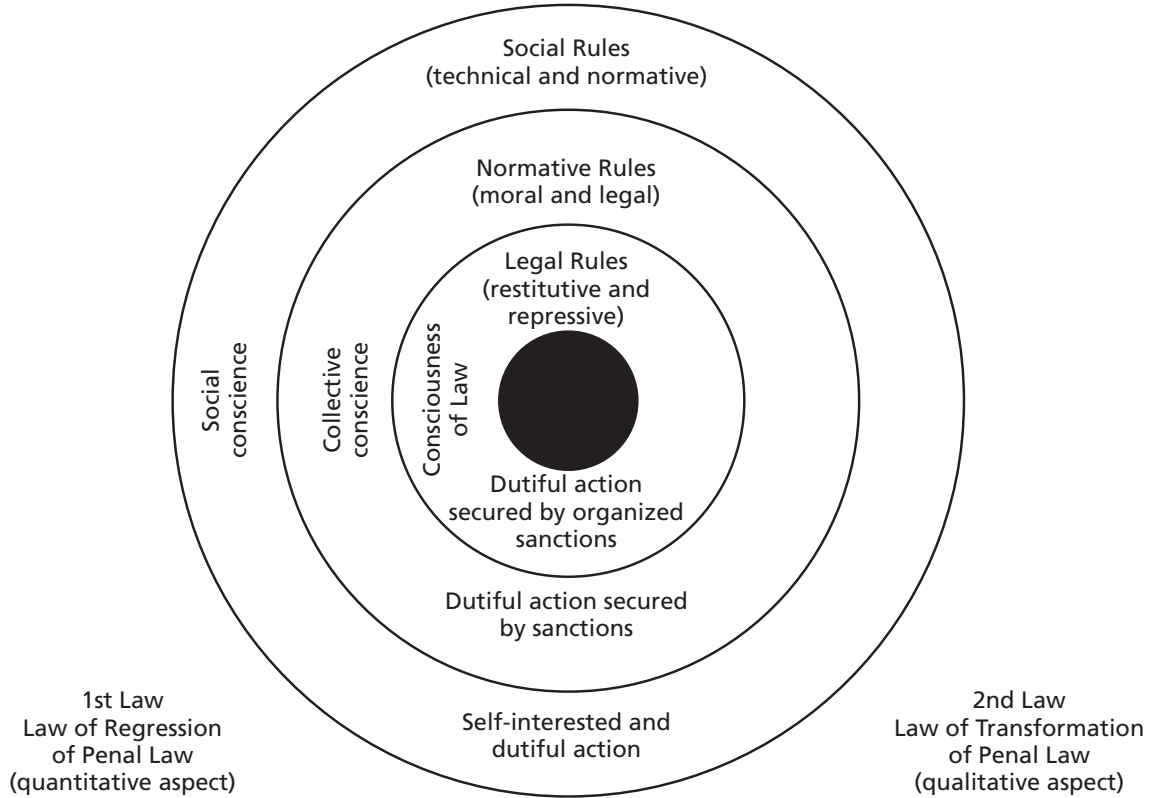 Social Rules
(technical and normative)
Normative Rules
(moral and legal)
Legal Rules
(restitutive and
repressive)
Social
conscience
Collective
conscience
Consciousness
of Law
Dutiful action
secured by organized
sanctions
Dutiful action secured
by sanctions
Self-interested and
dutiful action
1st Law
Law of Regression
of Penal Law
(quantitative aspect)
2nd Law
Law of Transformation
of Penal Law
(qualitative aspect)